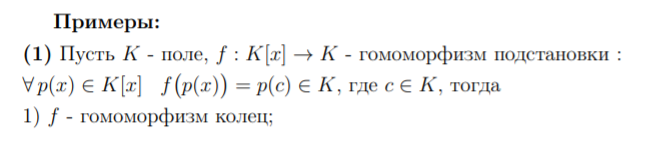 Примеры:
(1) Пусть K - поле, f : K[x] → K - гомоморфизм подстановки :
∀ p(x) ∈ K[x] f(p(x)) = p(c) ∈ K, где c ∈ K, тогда
1) f - гомоморфизм колец;